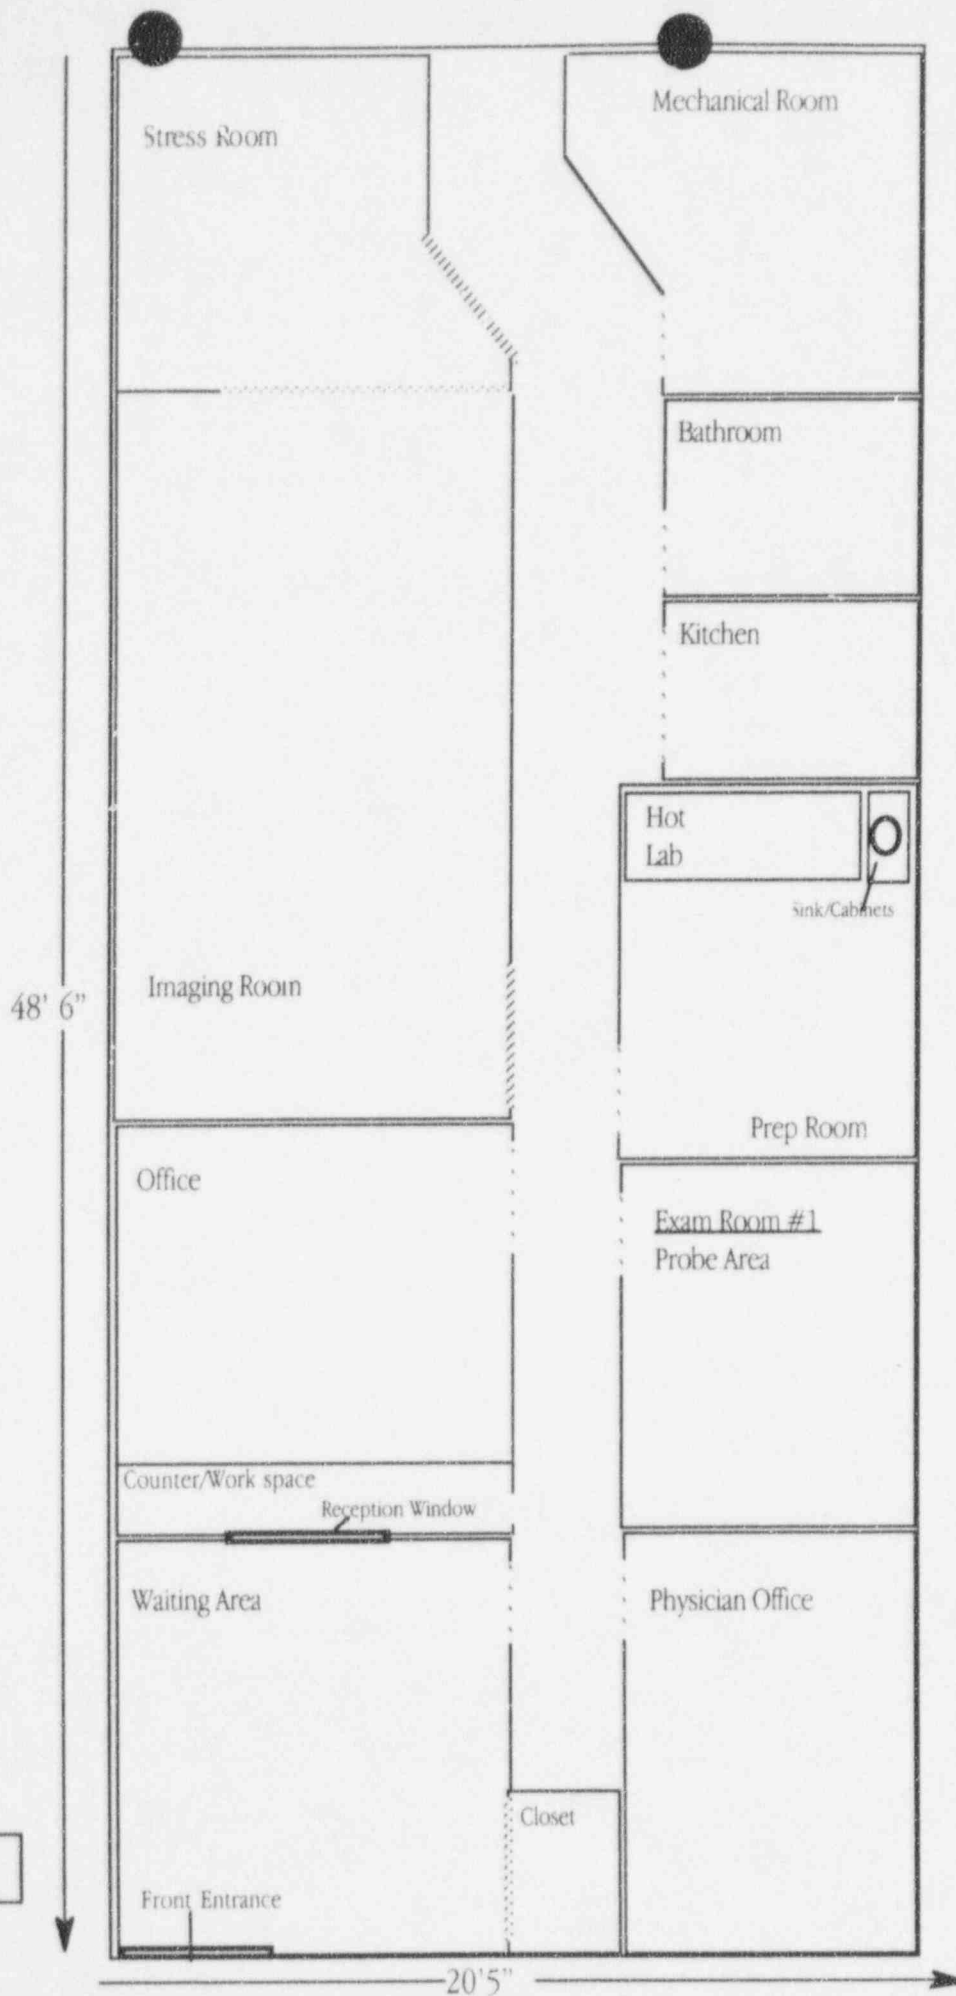 Mechanical Room
Stress Room
Bathroom
Kitchen
Hot
Lab
Sink/Cabinets
Imaging Room
48' 6"
Prep Room
Office
Exam Room #1
Probe Area
Counter/Work space
Reception Window
Waiting Area
Physician Office
Closet
Front Entrance
20'5"